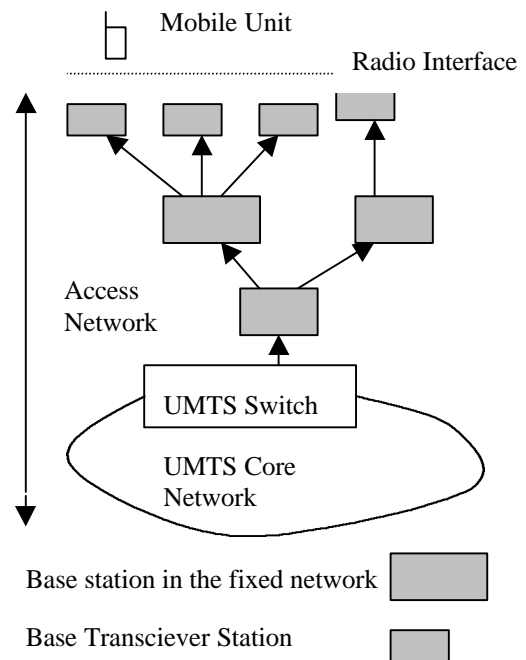 Mobile Unit
Radio Interface
Access
Network
UMTS Switch
UMTS Core
Network
Base station in the fixed network
Base Transciever Station